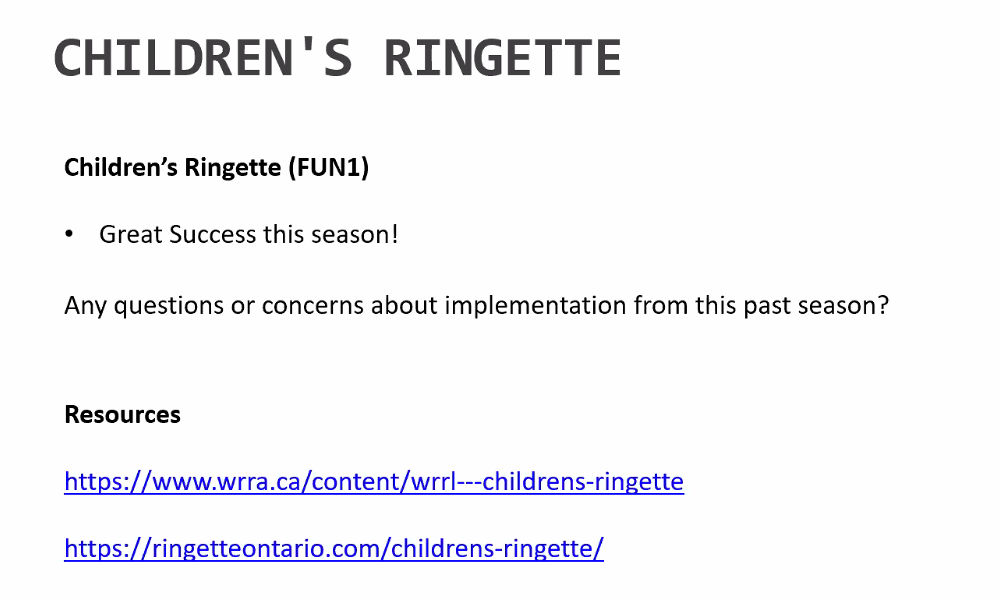 CHILDREN'S RINGETTE
Children’s Ringette (FUN1)
• Great Success this season!
Any questions or concerns about implementation from this past season?
Resources
https://www.wrra.ca/content/wrrl---childrens-ringette
https://ringetteontario.com/childrens-ringette/